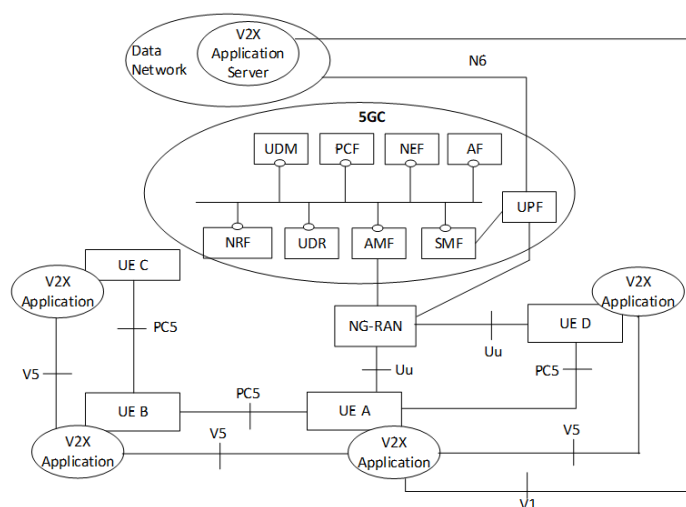 V2X
Application
Server
Data
Network
N6
5GC
UDM
PCF
NEF
AF
UPF
NRF
UDR
AMF
SMF
UE C
V2X
Application
V2X
Application
NG-RAN
UE D
PC5
Uu
V5
Uu
PC5
PC5
UE B
UE A
V2X
Application
V5
V2X
Application
V5
V1